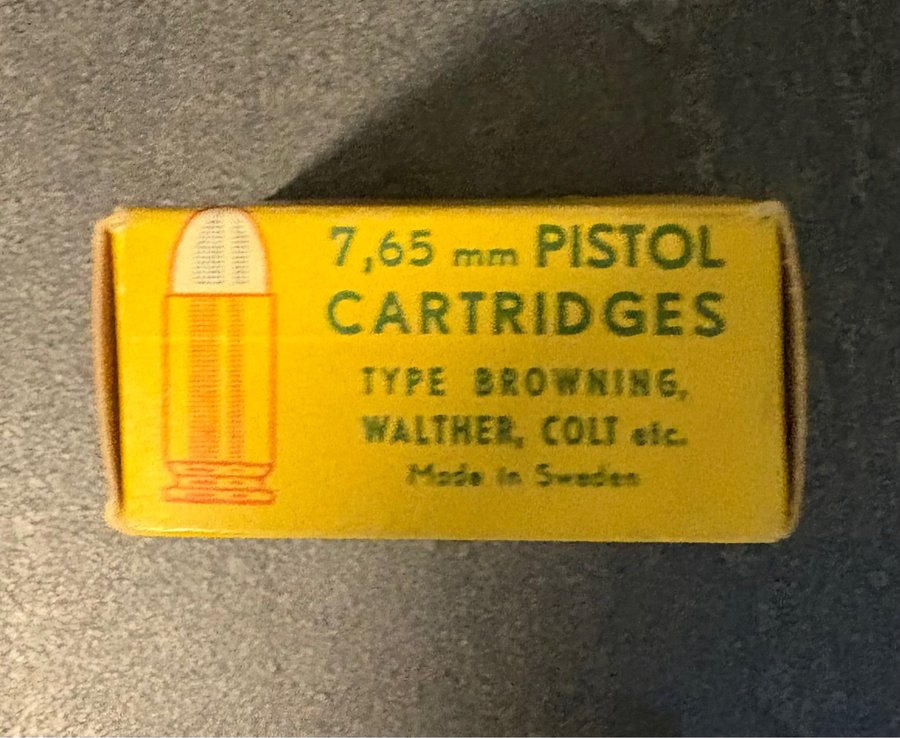 7,65 mm PISTOL
CARTRIDGES
TYPE BROWNING,
WALTHER, COLT etc.
Made in Sweden